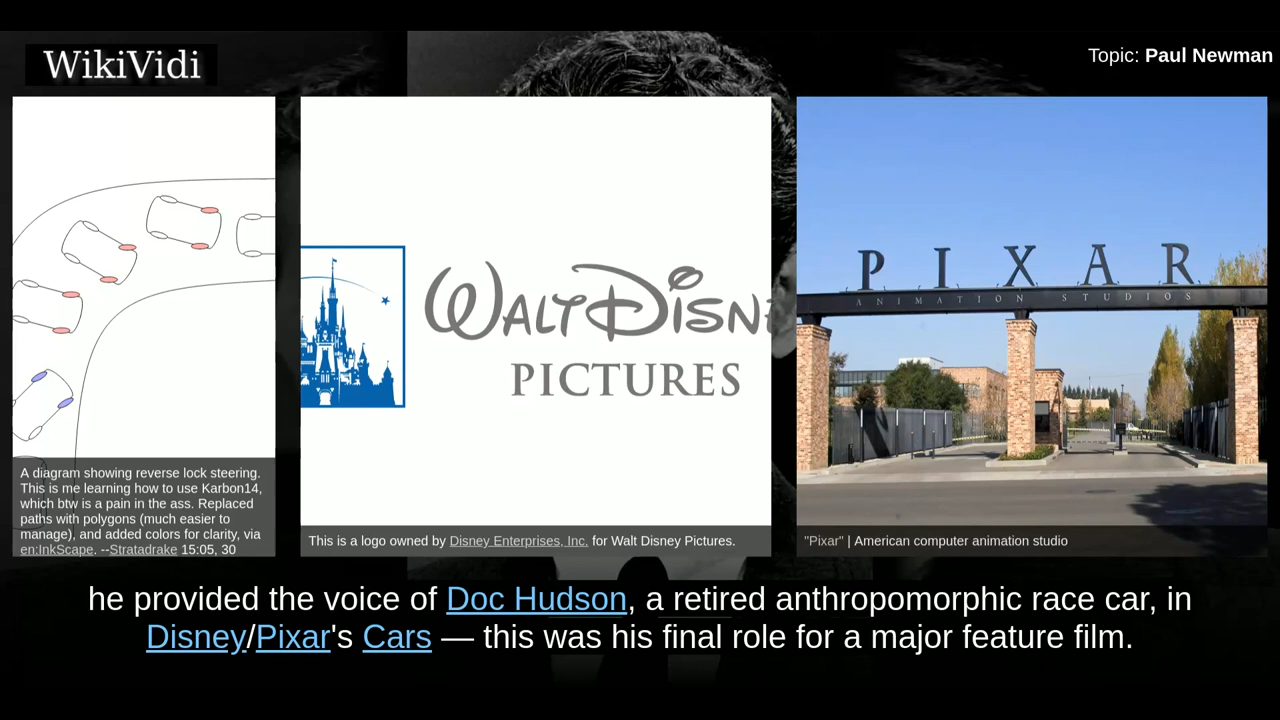 WikiVidi
Topic: Paul Newman
WALT DISN
PICTURES
PIXAR
ANIMATION STUDIOS
A diagram showing reverse lock steering.
This is me learning how to use Karbon14,
which btw is a pain in the ass. Replaced
paths with polygons (much easier to
manage), and added colors for clarity, via
en:InkScape. --Stratadrake 15:05, 30
This is a logo owned by Disney Enterprises, Inc. for Walt Disney Pictures.
"Pixar" | American computer animation studio
he provided the voice of Doc Hudson, a retired anthropomorphic race car, in
Disney/Pixar's Cars — this was his final role for a major feature film.